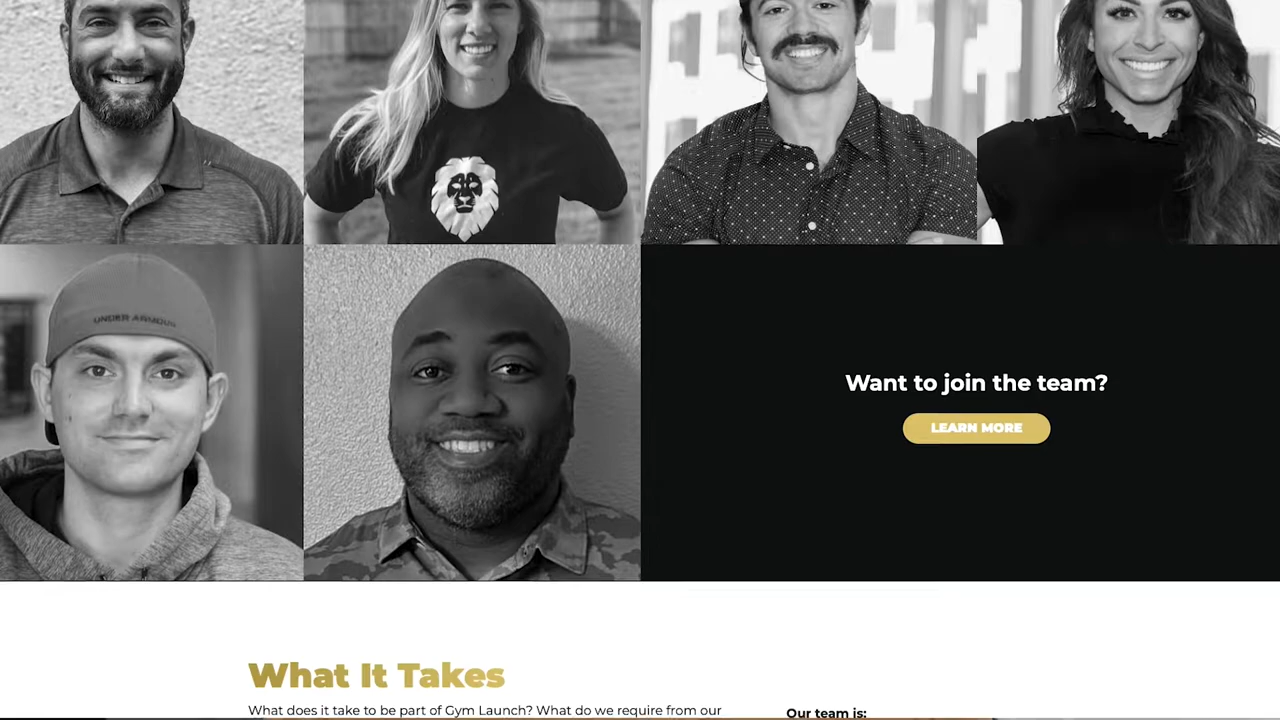 UNDER ARMOUR
Want to join the team?
LEARN MORE
What It Takes
What does it take to be part of Gym Launch? What do we require from our
Our team is: